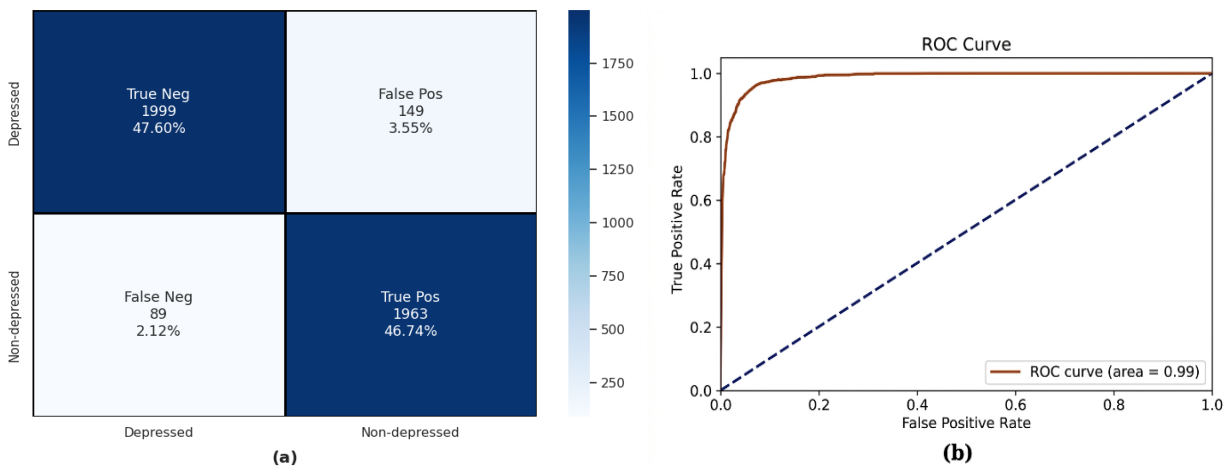 Depressed
Non-depressed
True Neg
1999
47.60%
False Pos
149
3.55%
False Neg
89
2.12%
True Pos
1963
46.74%
Depressed
Non-depressed
1750
1500
1250
1000
750
500
250
(a)
ROC Curve
True Positive Rate
1.0
0.8
0.6
0.4
0.2
0.0
ROC curve (area = 0.99)
0.0
0.2
0.4
0.6
0.8
1.0
False Positive Rate
(b)